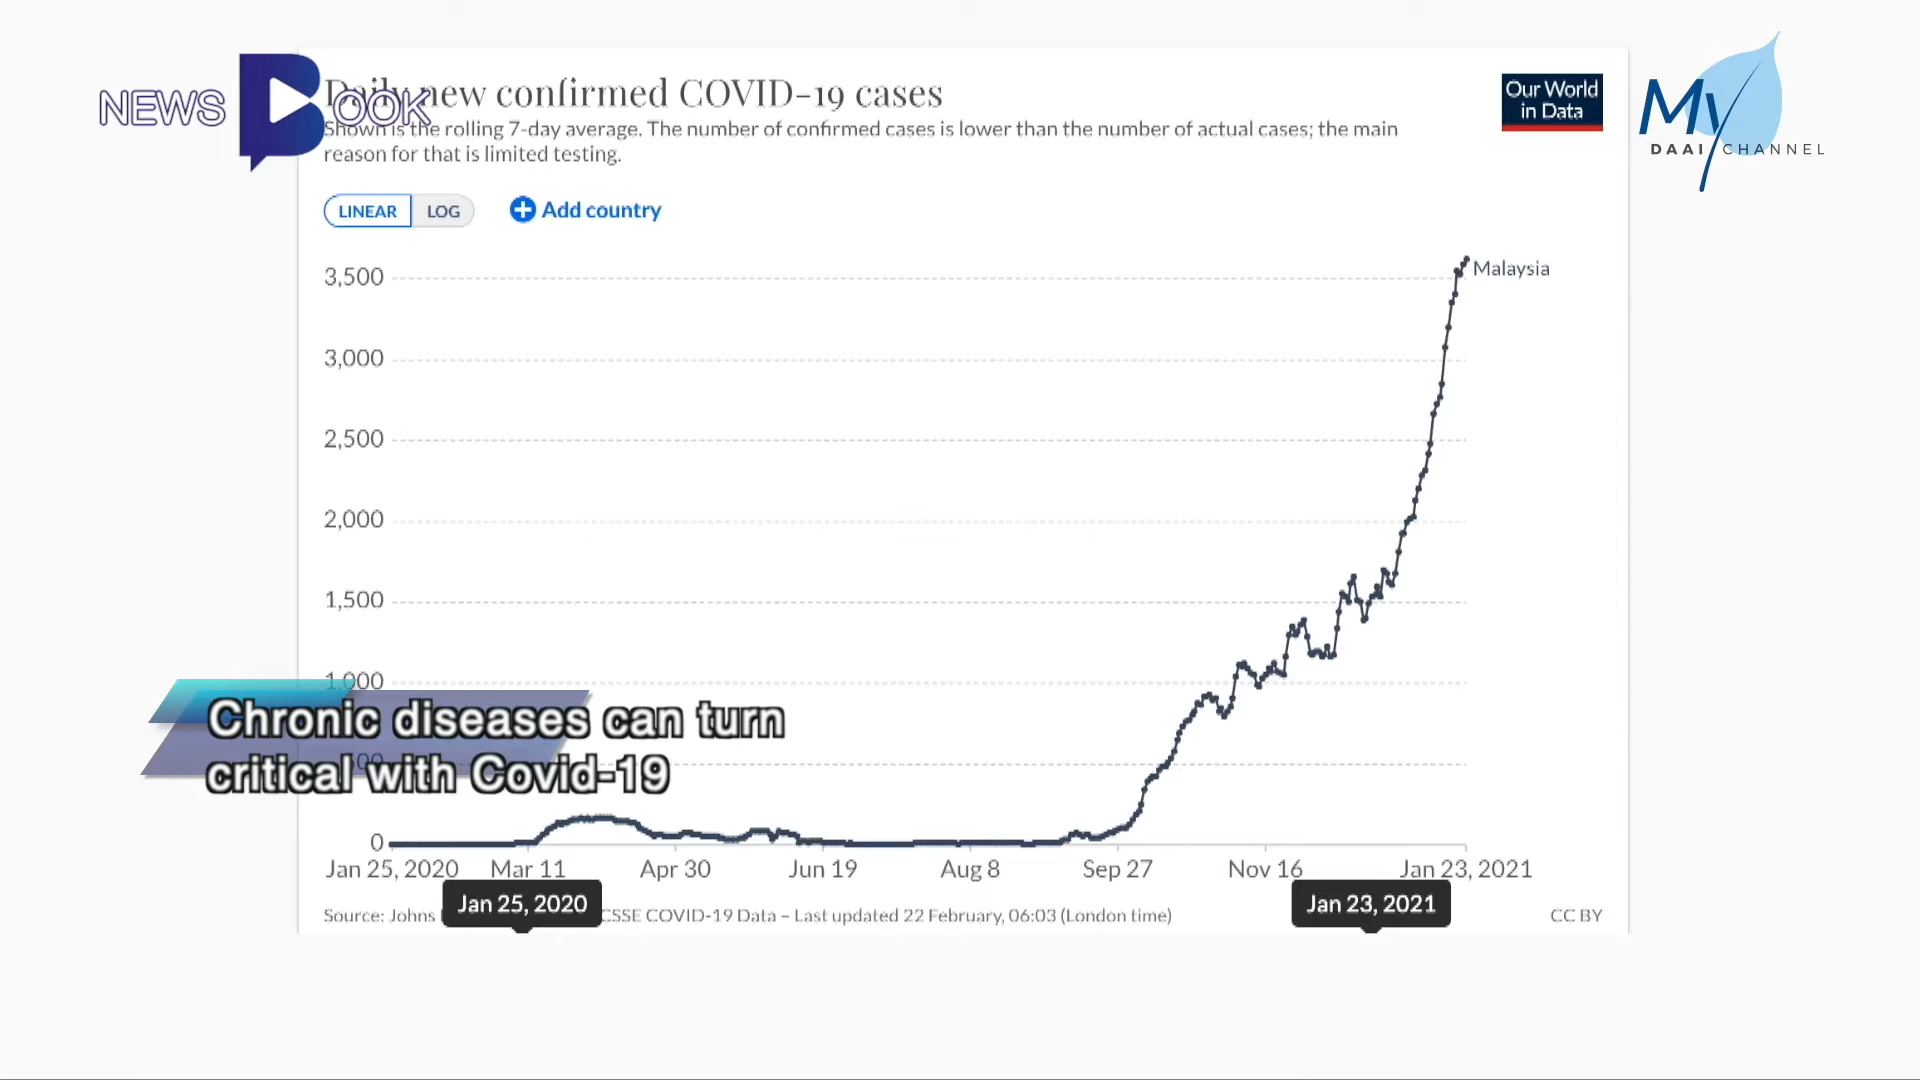 NEWS BOOK
Daily new confirmed COVID-19 cases
Shown is the rolling 7-day average. The number of confirmed cases is lower than the number of actual cases; the main
reason for that is limited testing.
Our World
in Data
My
DAAI CHANNEL
LINEAR LOG Add country
3,500
Malaysia
3,000
2,500
2,000
1,500
1,000
Chronic diseases can turn
critical with Covid-19
0
Jan 25, 2020 Mar 11 Apr 30 Jun 19 Aug 8 Sep 27 Nov 16 Jan 23, 2021
Jan 25, 2020 Jan 23, 2021
Source: Johns CSSE COVID-19 Data – Last updated 22 February, 06:03 (London time) CC BY